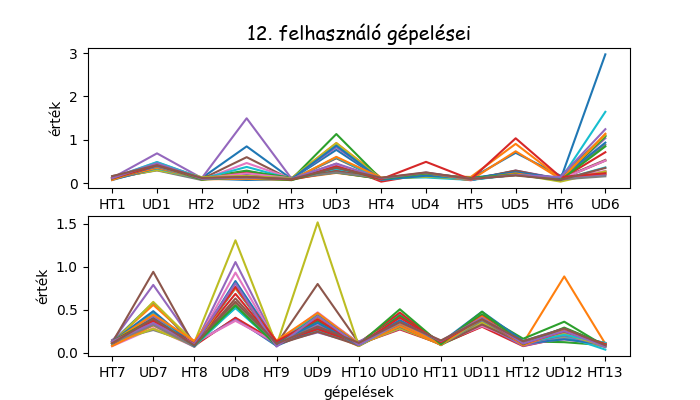 12. felhasználó gépelései
3
2
1
0
érték
HT1 UD1 HT2 UD2 HT3 UD3 HT4 UD4 HT5 UD5 HT6 UD6
1.5
1.0
0.5
0.0
érték
HT7 UD7 HT8 UD8 HT9 UD9 HT10 UD10 HT11 UD11 HT12 UD12 HT13
gépelések